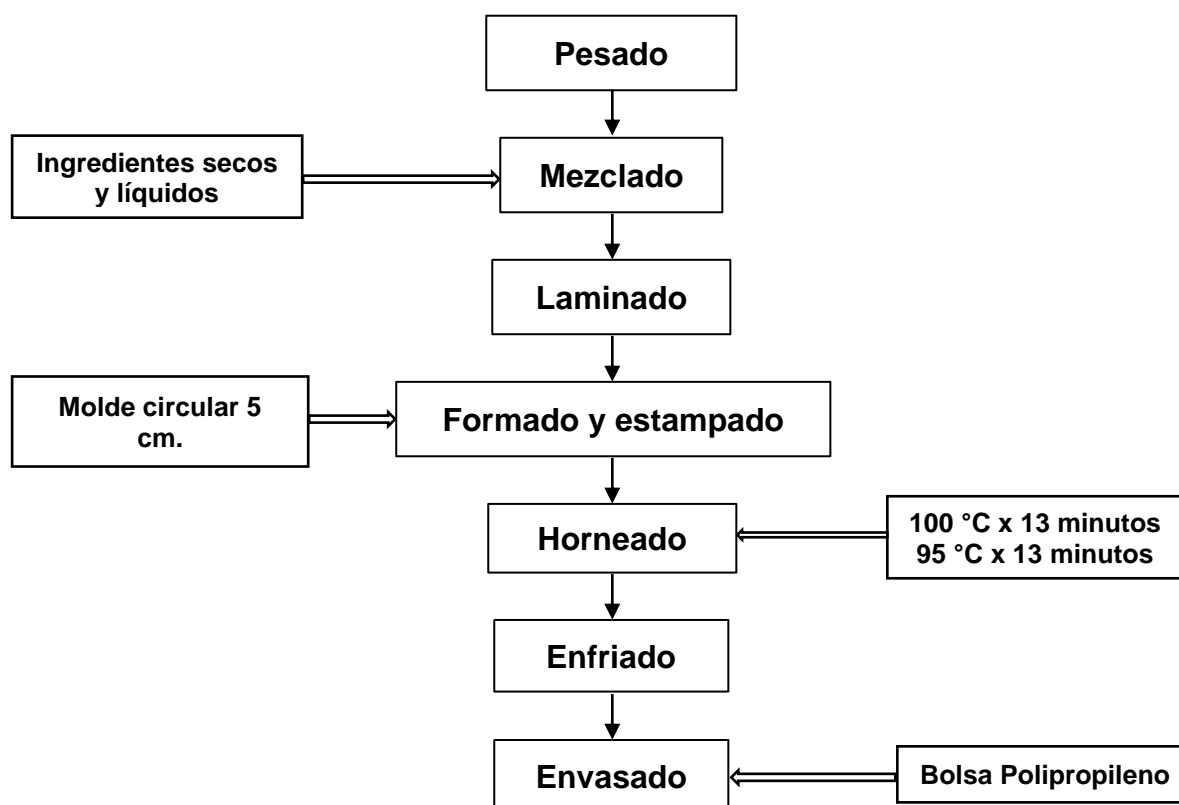 Pesado
Ingredientes secos
y líquidos
Mezclado
Laminado
Molde circular 5
cm.
Formado y estampado
Horneado
100 °C x 13 minutos
95 °C x 13 minutos
Enfriado
Envasado
Bolsa Polipropileno